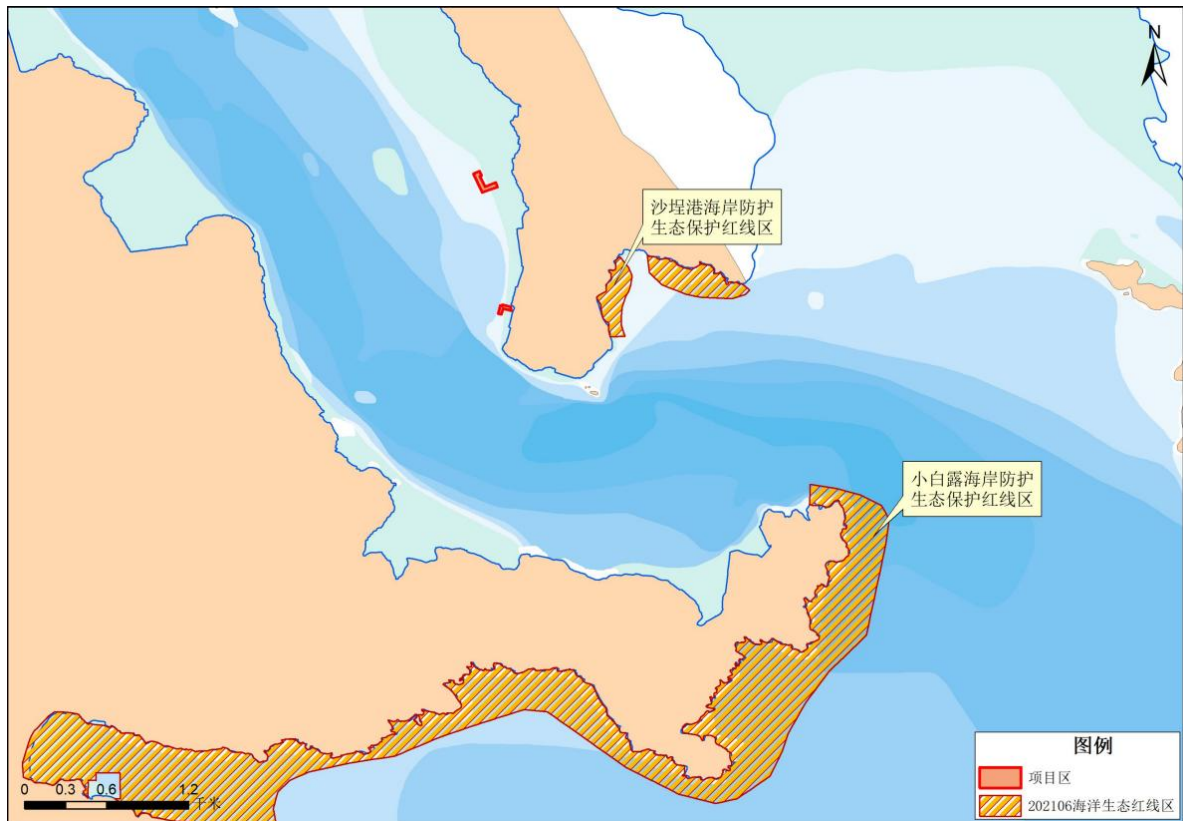 N
沙埕港海岸防护
生态保护红线区
小白露海岸防护
生态保护红线区
图例
项目区
202106海洋生态红线区
0 0.3 0.6 1.2
千米